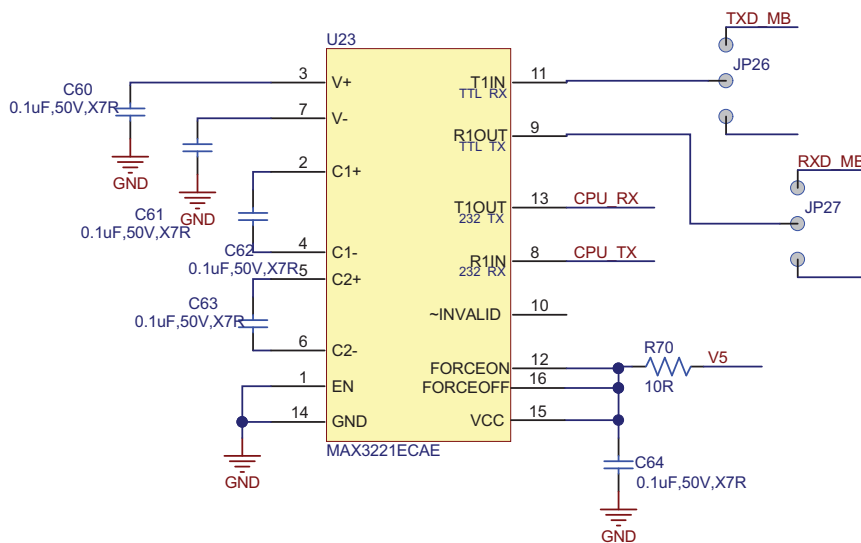 TXD_MB
JP26
U23
C60
0.1uF,50V,X7R
GND
3
V+
T1IN
TTL RX
11
7
V-
R1OUT
TTL TX
9
GND
2
C1+
RXD_MB
JP27
C61
0.1uF,50V,X7R
T1OUT
232 TX
13
CPU_RX
C62
0.1uF,50V,X7R
4
C1-
R1IN
232 RX
8
CPU_TX
5
C2+
C63
0.1uF,50V,X7R
~INVALID
10
6
C2-
FORCEON
12
R70
10R
V5
1
EN
FORCEOFF
16
14
GND
VCC
15
MAX3221ECAE
GND
C64
0.1uF,50V,X7R
GND